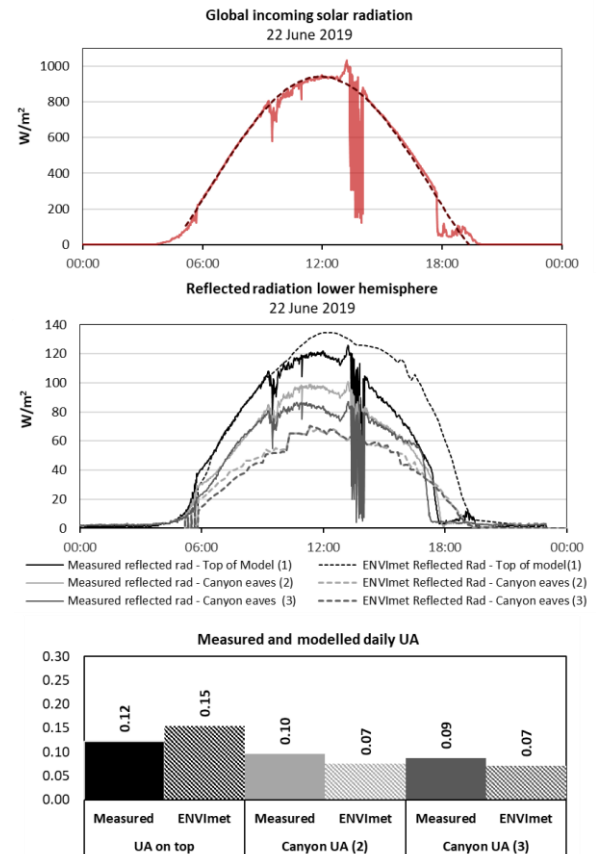 Global incoming solar radiation
22 June 2019
W/m²
1000
800
600
400
200
0
00:00 06:00 12:00 18:00 00:00
Reflected radiation lower hemisphere
22 June 2019
W/m²
140
120
100
80
60
40
20
0
00:00 06:00 12:00 18:00 00:00
Measured reflected rad - Top of Model (1) ENVImet Reflected Rad - Top of model(1)
Measured reflected rad - Canyon eaves (2) ENVImet Reflected Rad - Canyon eaves(2)
Measured reflected rad - Canyon eaves (3) ENVImet Reflected Rad - Canyon eaves (3)
Measured and modelled daily UA
0.30
0.25
0.20
0.15
0.10
0.05
0.00
0.12 0.15 0.10 0.07 0.09 0.07
Measured ENVImet Measured ENVImet Measured ENVImet
UA on top Canyon UA (2) Canyon UA (3)